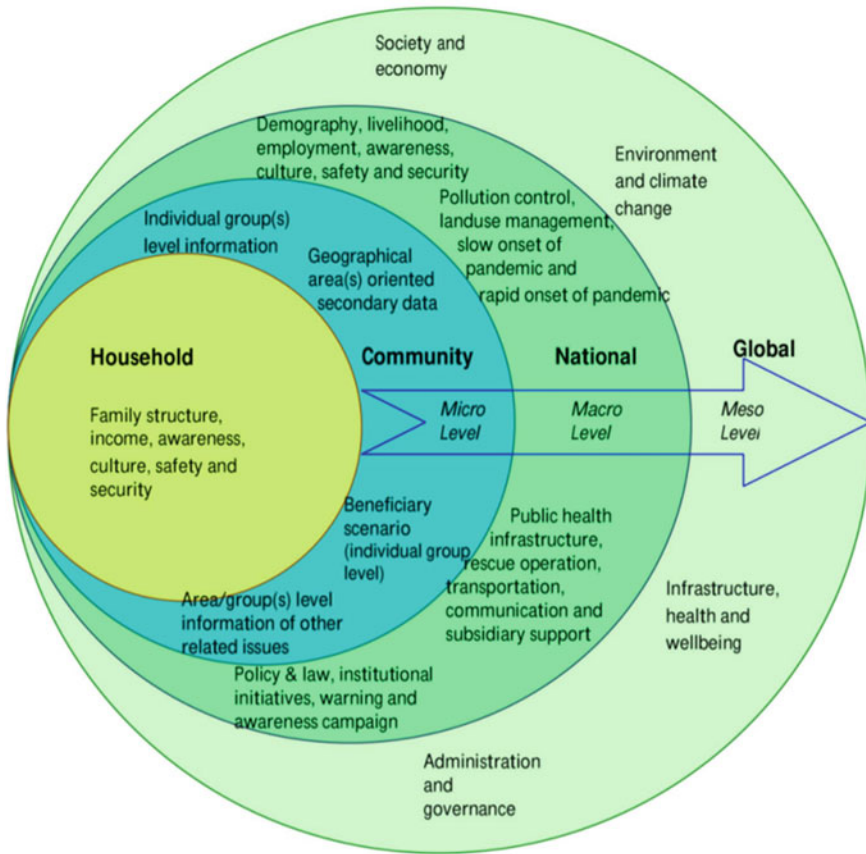 Society and
economy
Demography, livelihood,
employment, awareness,
culture, safety and security
Environment
and climate
change
Pollution control,
landuse management,
slow onset of
pandemic and
rapid onset of pandemic
Individual group(s)
level information
Geographical
area(s) oriented
secondary data
Household
Community
National
Global
Family structure,
income, awareness,
culture, safety and
security
Micro
Level
Macro
Level
Meso
Level
Beneficiary
scenario
(individual group
level)
Public health
infrastructure,
rescue operation,
transportation,
communication and
subsidiary support
Infrastructure,
health and
wellbeing
Area/group(s) level
information of other
related issues
Policy & law, institutional
initiatives, warning and
awareness campaign
Administration
and
governance